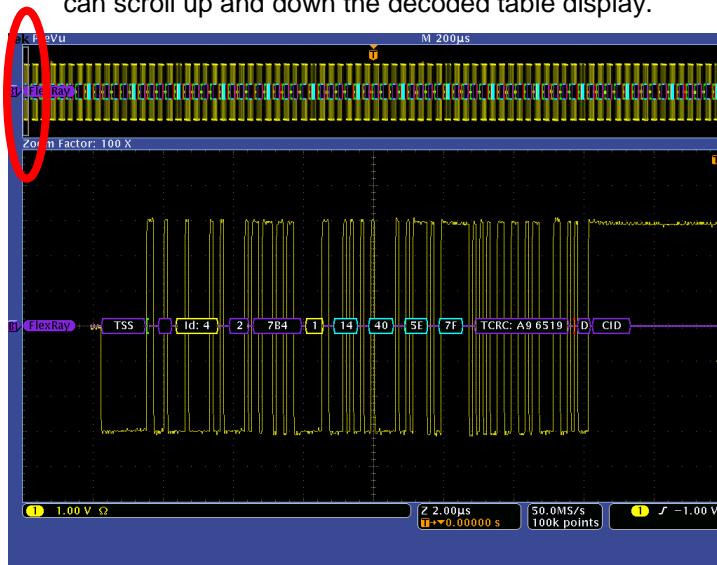 can scroll up and down the decoded table display.
PreVu M 200µs
FlexRay
Zoom Factor: 100 X
FlexRay TSS Id: 4 2 7B4 1 14 40 5E 7F TCRC: A9 6519 D CID
1 1.00 V Ω Z 2.00µs 50.0MS/s 1 -1.00 V
T→▼0.00000 s 100k points